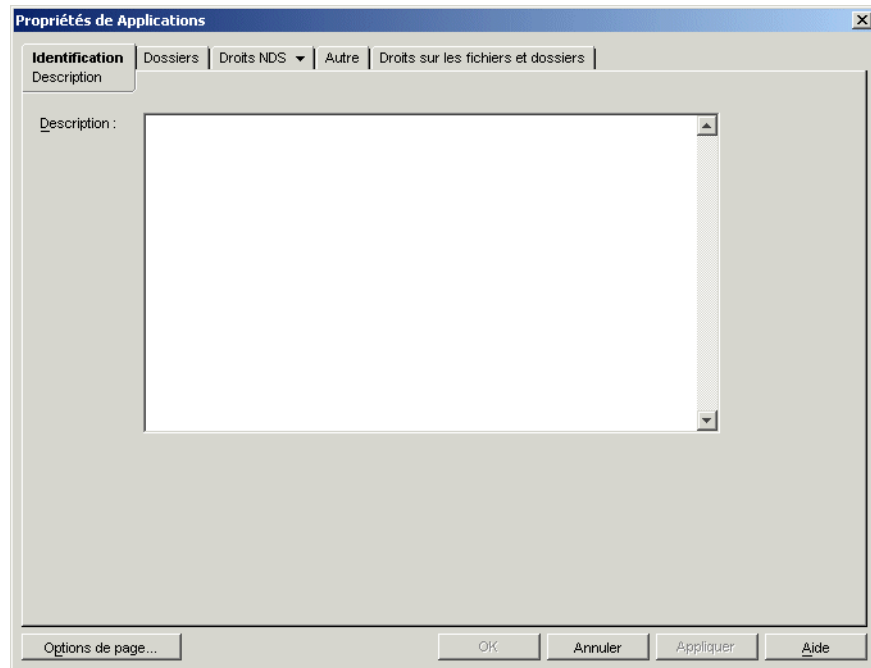 Propriétés de Applications
Identification Dossiers Droits NDS Autre Droits sur les fichiers et dossiers
Description
Description :
Options de page... OK Annuler Appliquer Aide